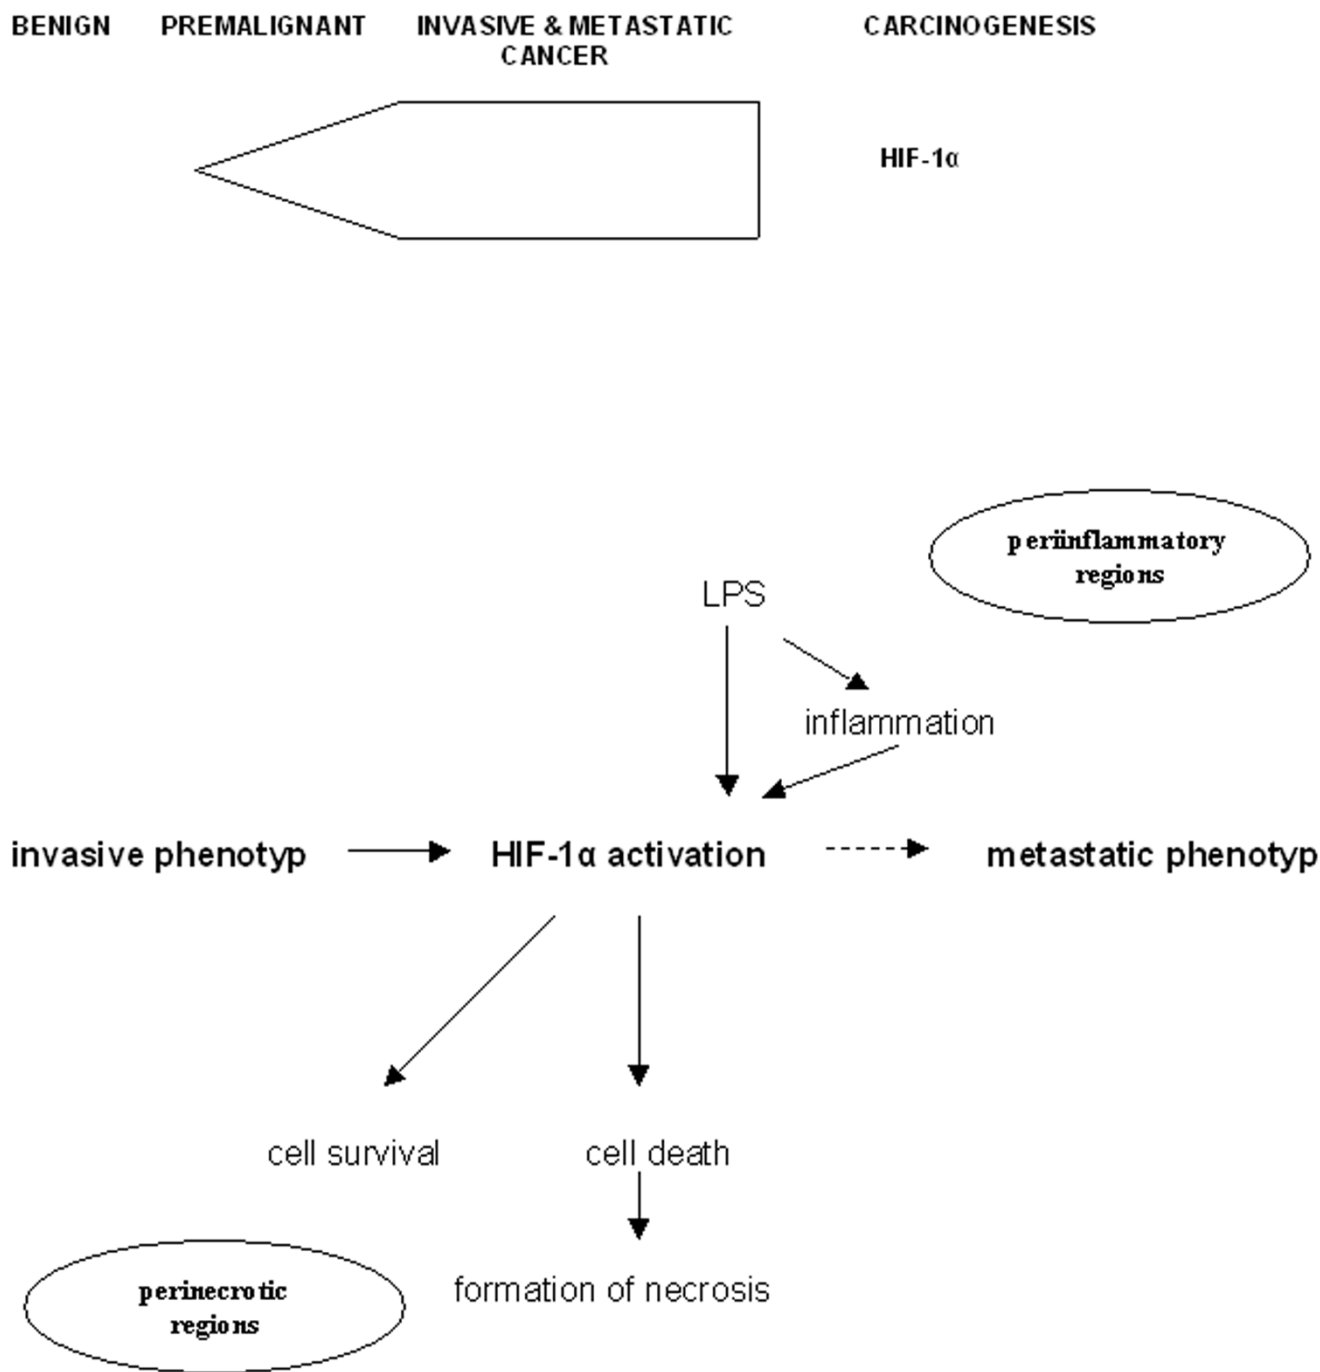 BENIGN PREMALIGNANT INVASIVE & METASTATIC CARCINOGENESIS
CANCER
HIF-1α
periinflammatory
regions
LPS
inflammation
invasive phenotyp HIF-1α activation metastatic phenotyp
cell survival cell death
formation of necrosis
perinecrotic
regions